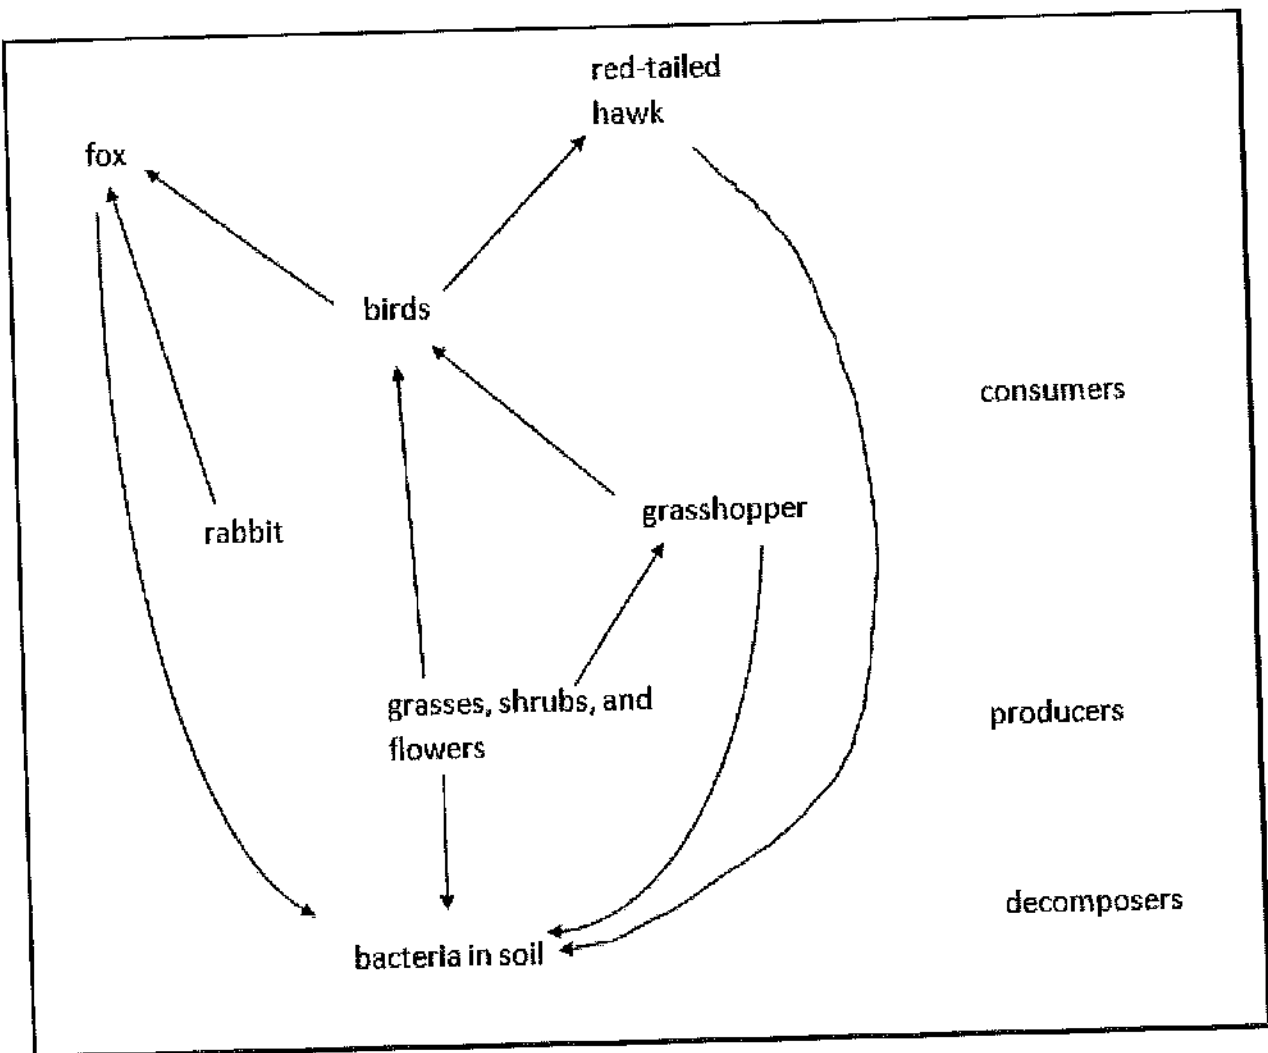 red-tailed
hawk
fox
birds
consumers
grasshopper
rabbit
grasses, shrubs, and
flowers
producers
decomposers
bacteria in soil